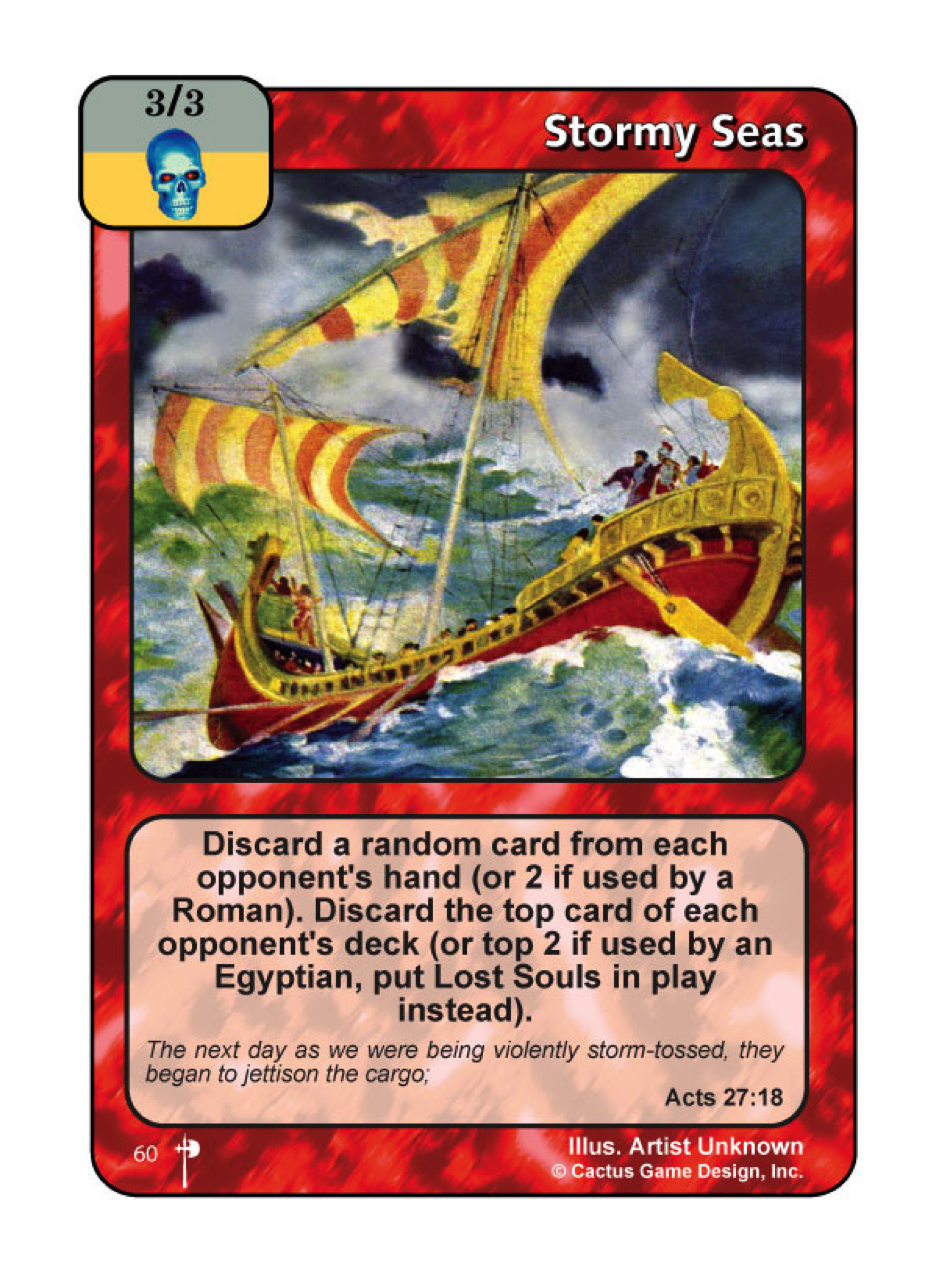 3/3
Stormy Seas
Discard a random card from each
opponent's hand (or 2 if used by a
Roman). Discard the top card of each
opponent's deck (or top 2 if used by an
Egyptian, put Lost Souls in play
instead).
The next day as we were being violently storm-tossed, they
began to jettison the cargo;
Acts 27:18
60
Illus. Artist Unknown
© Cactus Game Design, Inc.